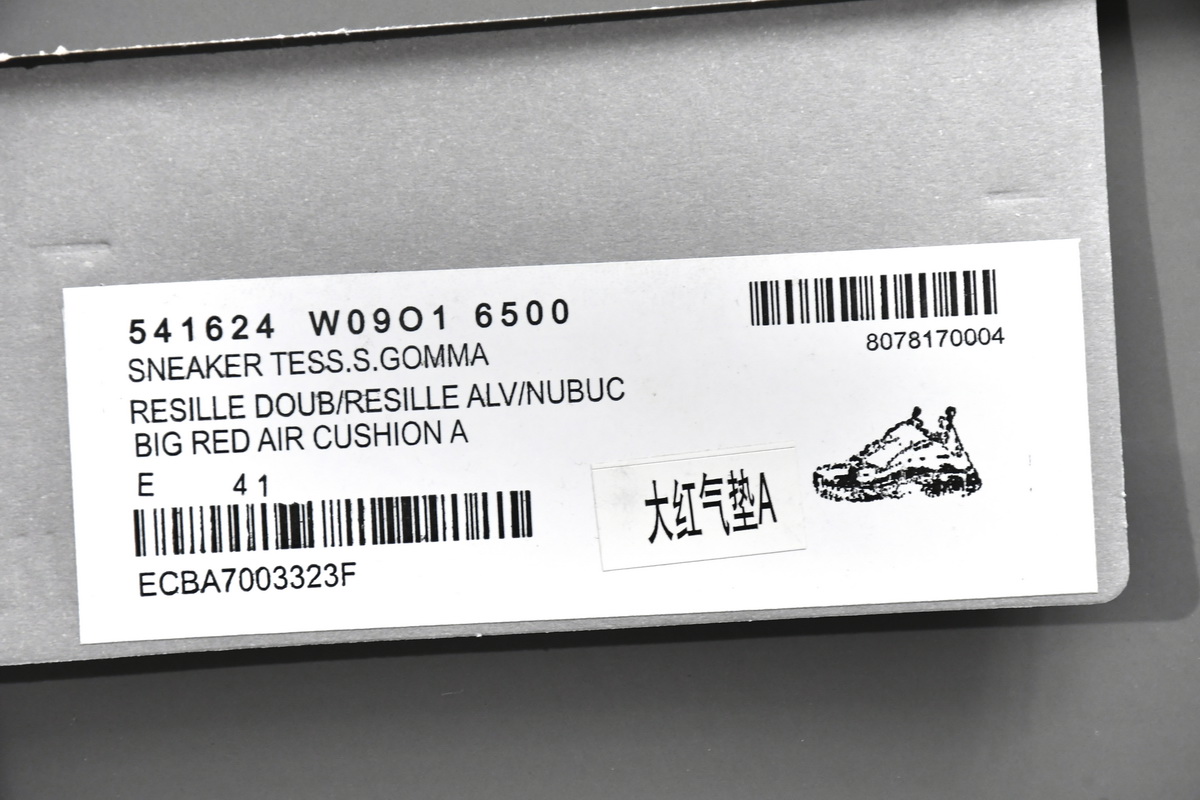 541624 W09O1 6500
SNEAKER TESS.S.GOMMA
RESILLE DOUB/RESILLE ALV/NUBUC
BIG RED AIR CUSHION A
E 41
ECBA7003323F
8078170004
大红气垫A